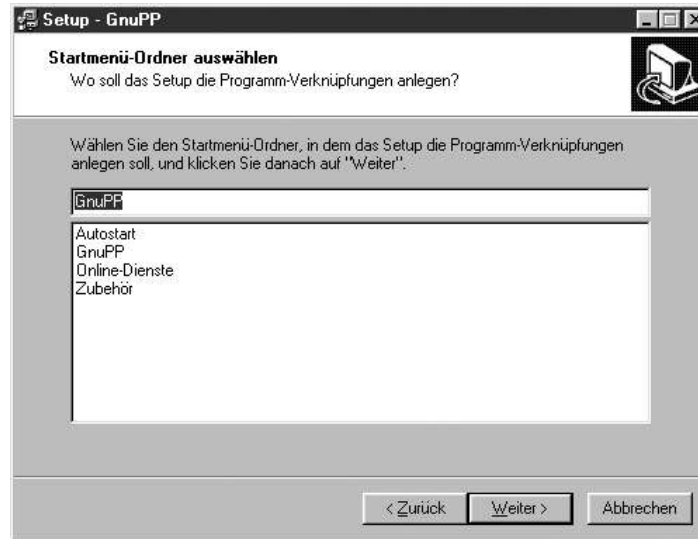 Setup - GnuPP
Startmenü-Ordner auswählen
Wo soll das Setup die Programm-Verknüpfungen anlegen?
Wählen Sie den Startmenü-Ordner, in dem das Setup die Programm-Verknüpfungen
anlegen soll, und klicken Sie danach auf "Weiter".
GnuPP
Autostart
GnuPP
Online-Dienste
Zubehör
< Zurück
Weiter >
Abbrechen